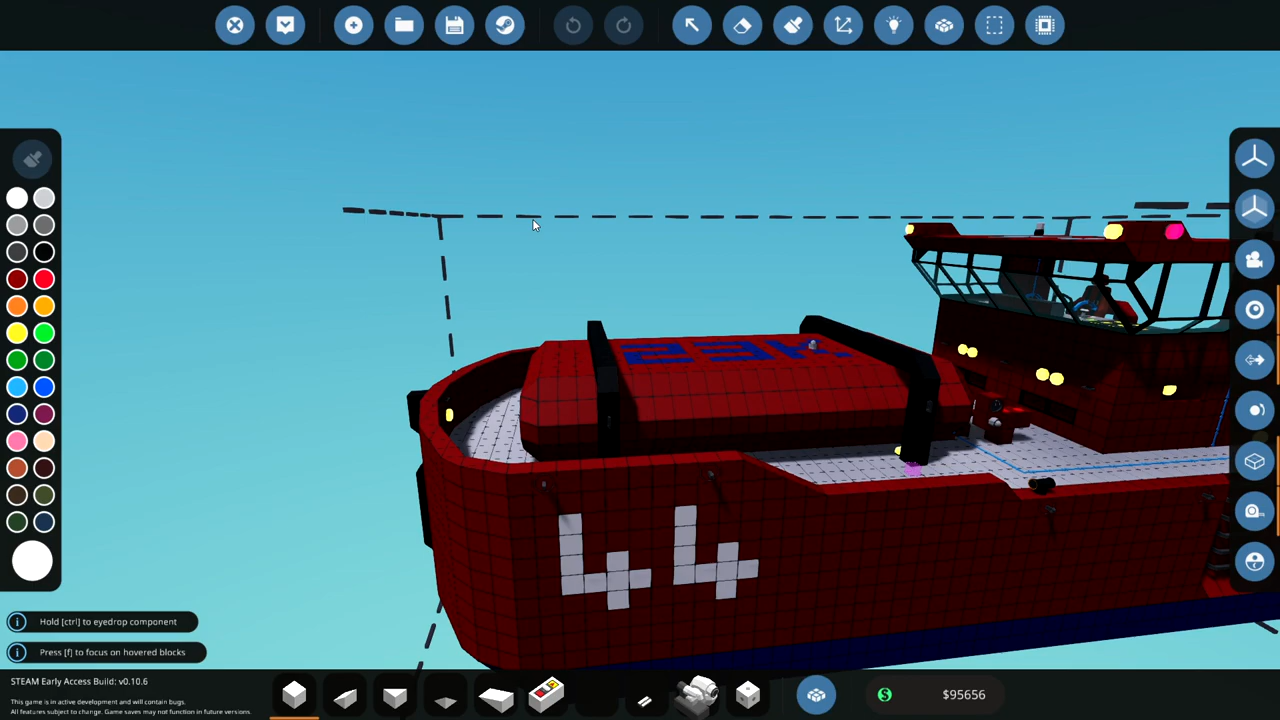 44
Hold [ctrl] to eyedrop component
Press [f] to focus on hovered blocks
STEAM Early Access Build: v0.10.6
This game is in active development and will contain bugs.
All features subject to change. Game saves may not function in future versions.
$95656